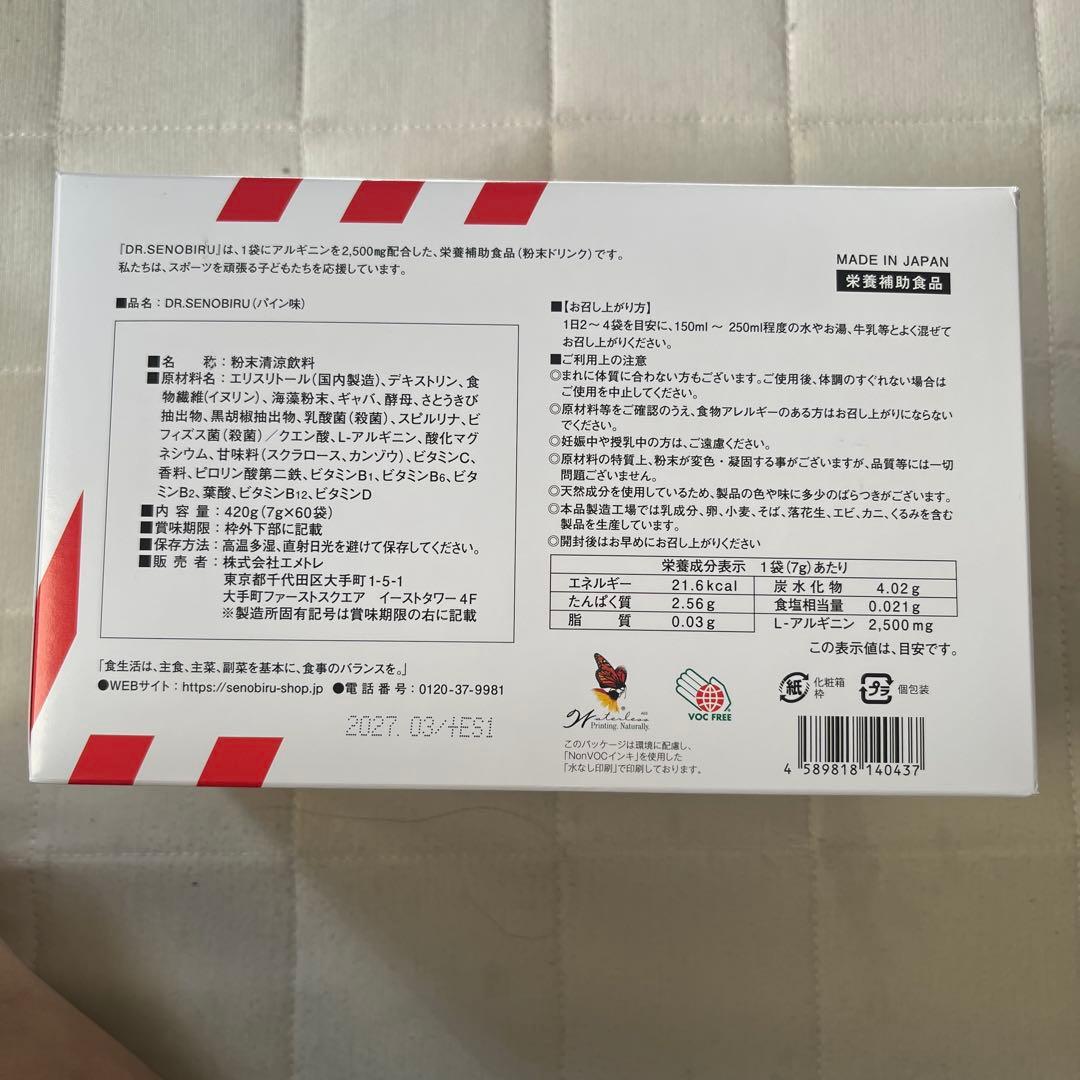 『DR.SENOBIRU』は、1袋にアルギニンを2,500mg配合した、栄養補助食品(粉末ドリンク)です。
私たちは、スポーツを頑張る子どもたちを応援しています。
MADE IN JAPAN
栄養補助食品
■品名：DR.SENOBIRU(パイン味)
■名 称：粉末清涼飲料
■原材料名：エリスリトール(国内製造)、デキストリン、食
物繊維(イヌリン)、海藻粉末、ギャバ、酵母、さとうきび
抽出物、黒胡椒抽出物、乳酸菌(殺菌)、スピルリナ、ビ
フィズス菌(殺菌)／クエン酸、L-アルギニン、酸化マグ
ネシウム、甘味料(スクラロース、カンゾウ)、ビタミンC、
香料、ピロリン酸第二鉄、ビタミンB1、ビタミンB6、ビタ
ミンB2、葉酸、ビタミンB12、ビタミンD
■内 容 量：420g(7g×60袋)
■賞味期限：枠外下部に記載
■保存方法：高温多湿、直射日光を避けて保存してください。
■販 売 者：株式会社エメトレ
東京都千代田区大手町1-5-1
大手町ファーストスクエア イーストタワー4F
※製造所固有記号は賞味期限の右に記載
「食生活は、主食、主菜、副菜を基本に、食事のバランスを。」
●WEBサイト：https://senobiru-shop.jp ●電話番号：0120-37-9981
2027.03/+ES1
■【お召し上がり方】
1日2～4袋を目安に、150ml～250ml程度の水やお湯、牛乳等とよく混ぜて
お召し上がりください。
■ご利用上の注意
◎まれに体質に合わない方もございます。ご使用後、体調のすぐれない場合は
ご使用を中止してください。
◎原材料等をご確認のうえ、食物アレルギーのある方はお召し上がりにならない
でください。
◎妊娠中や授乳中の方は、ご遠慮ください。
◎原材料の特質上、粉末が変色・凝固する事がございますが、品質等には一切
問題ございません。
◎天然成分を使用しているため、製品の色や味に多少のばらつきがございます。
◎本品製造工場では乳成分、卵、小麦、そば、落花生、エビ、カニ、くるみを含む
製品を生産しています。
◎開封後はお早めにお召し上がりください
栄養成分表示 1袋(7g)あたり
エネルギー 21.6kcal 炭水化物 4.02g
たんぱく質 2.56g 食塩相当量 0.021g
脂 質 0.03g L-アルギニン 2,500mg
この表示値は、目安です。
Waterless
Printing. Naturally.
VOC FREE
紙 化粧箱
枠
プラ 個包装
このパッケージは環境に配慮し、
「NonVOCインキ」を使用した
「水なし印刷」で印刷しております。
4 589818 140437